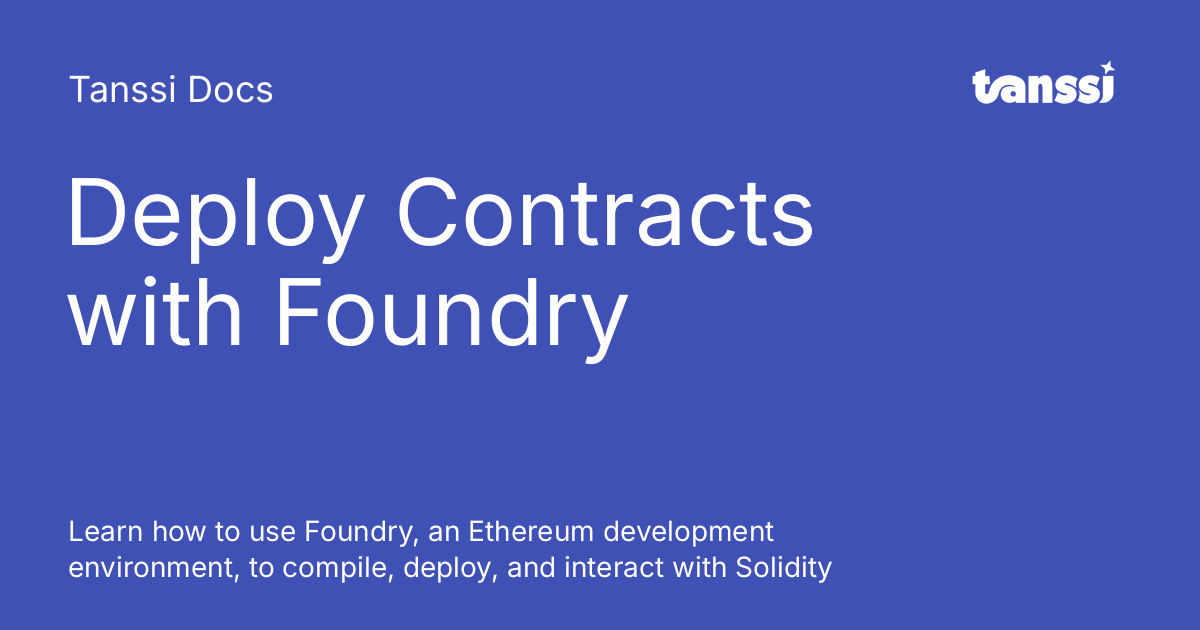 Tanssi Docs
tanssi
Deploy Contracts
with Foundry
Learn how to use Foundry, an Ethereum development
environment, to compile, deploy, and interact with Solidity